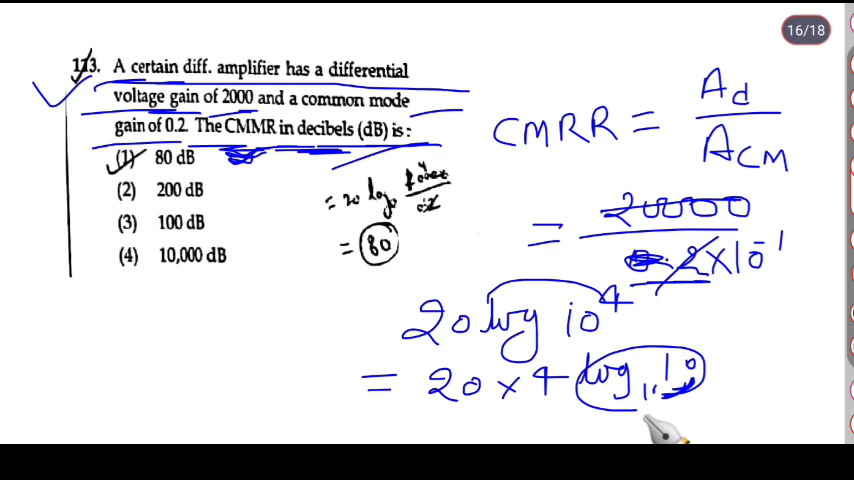 16/18
113. A certain diff. amplifier has a differential
voltage gain of 2000 and a common mode
gain of 0.2. The CMMR in decibels (dB) is :
(1) 80 dB
(2) 200 dB
(3) 100 dB
(4) 10,000 dB
= 20 log
= 80
CMRR = Ad / ACM
= 20000 / 2×10⁻¹
20 log 10⁴
= 20 × 4 log₁₀10